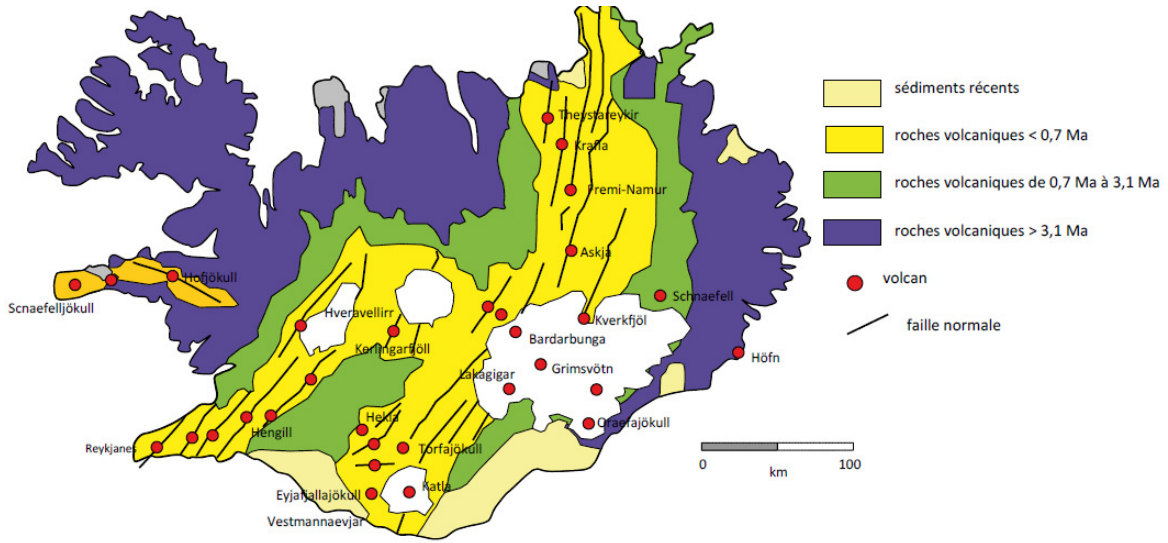 sédiments récents
roches volcaniques < 0,7 Ma
roches volcaniques de 0,7 Ma à 3,1 Ma
roches volcaniques > 3,1 Ma
volcan
faille normale
Theystareykir
Krafla
Fremi-Namur
Askja
Hofjökull
Scnaefelljökull
Schnaefell
Hveravellirr
Kverkfjöl
Bardarbunga
Kerlingarfjöll
Höfn
Grimsvötn
Lakagigar
Hekla
Oraefajökull
Hengill
Reykjanes
Torfajökull
Katla
Eyjafjallajökull
Vestmannaevjar
0
100
km